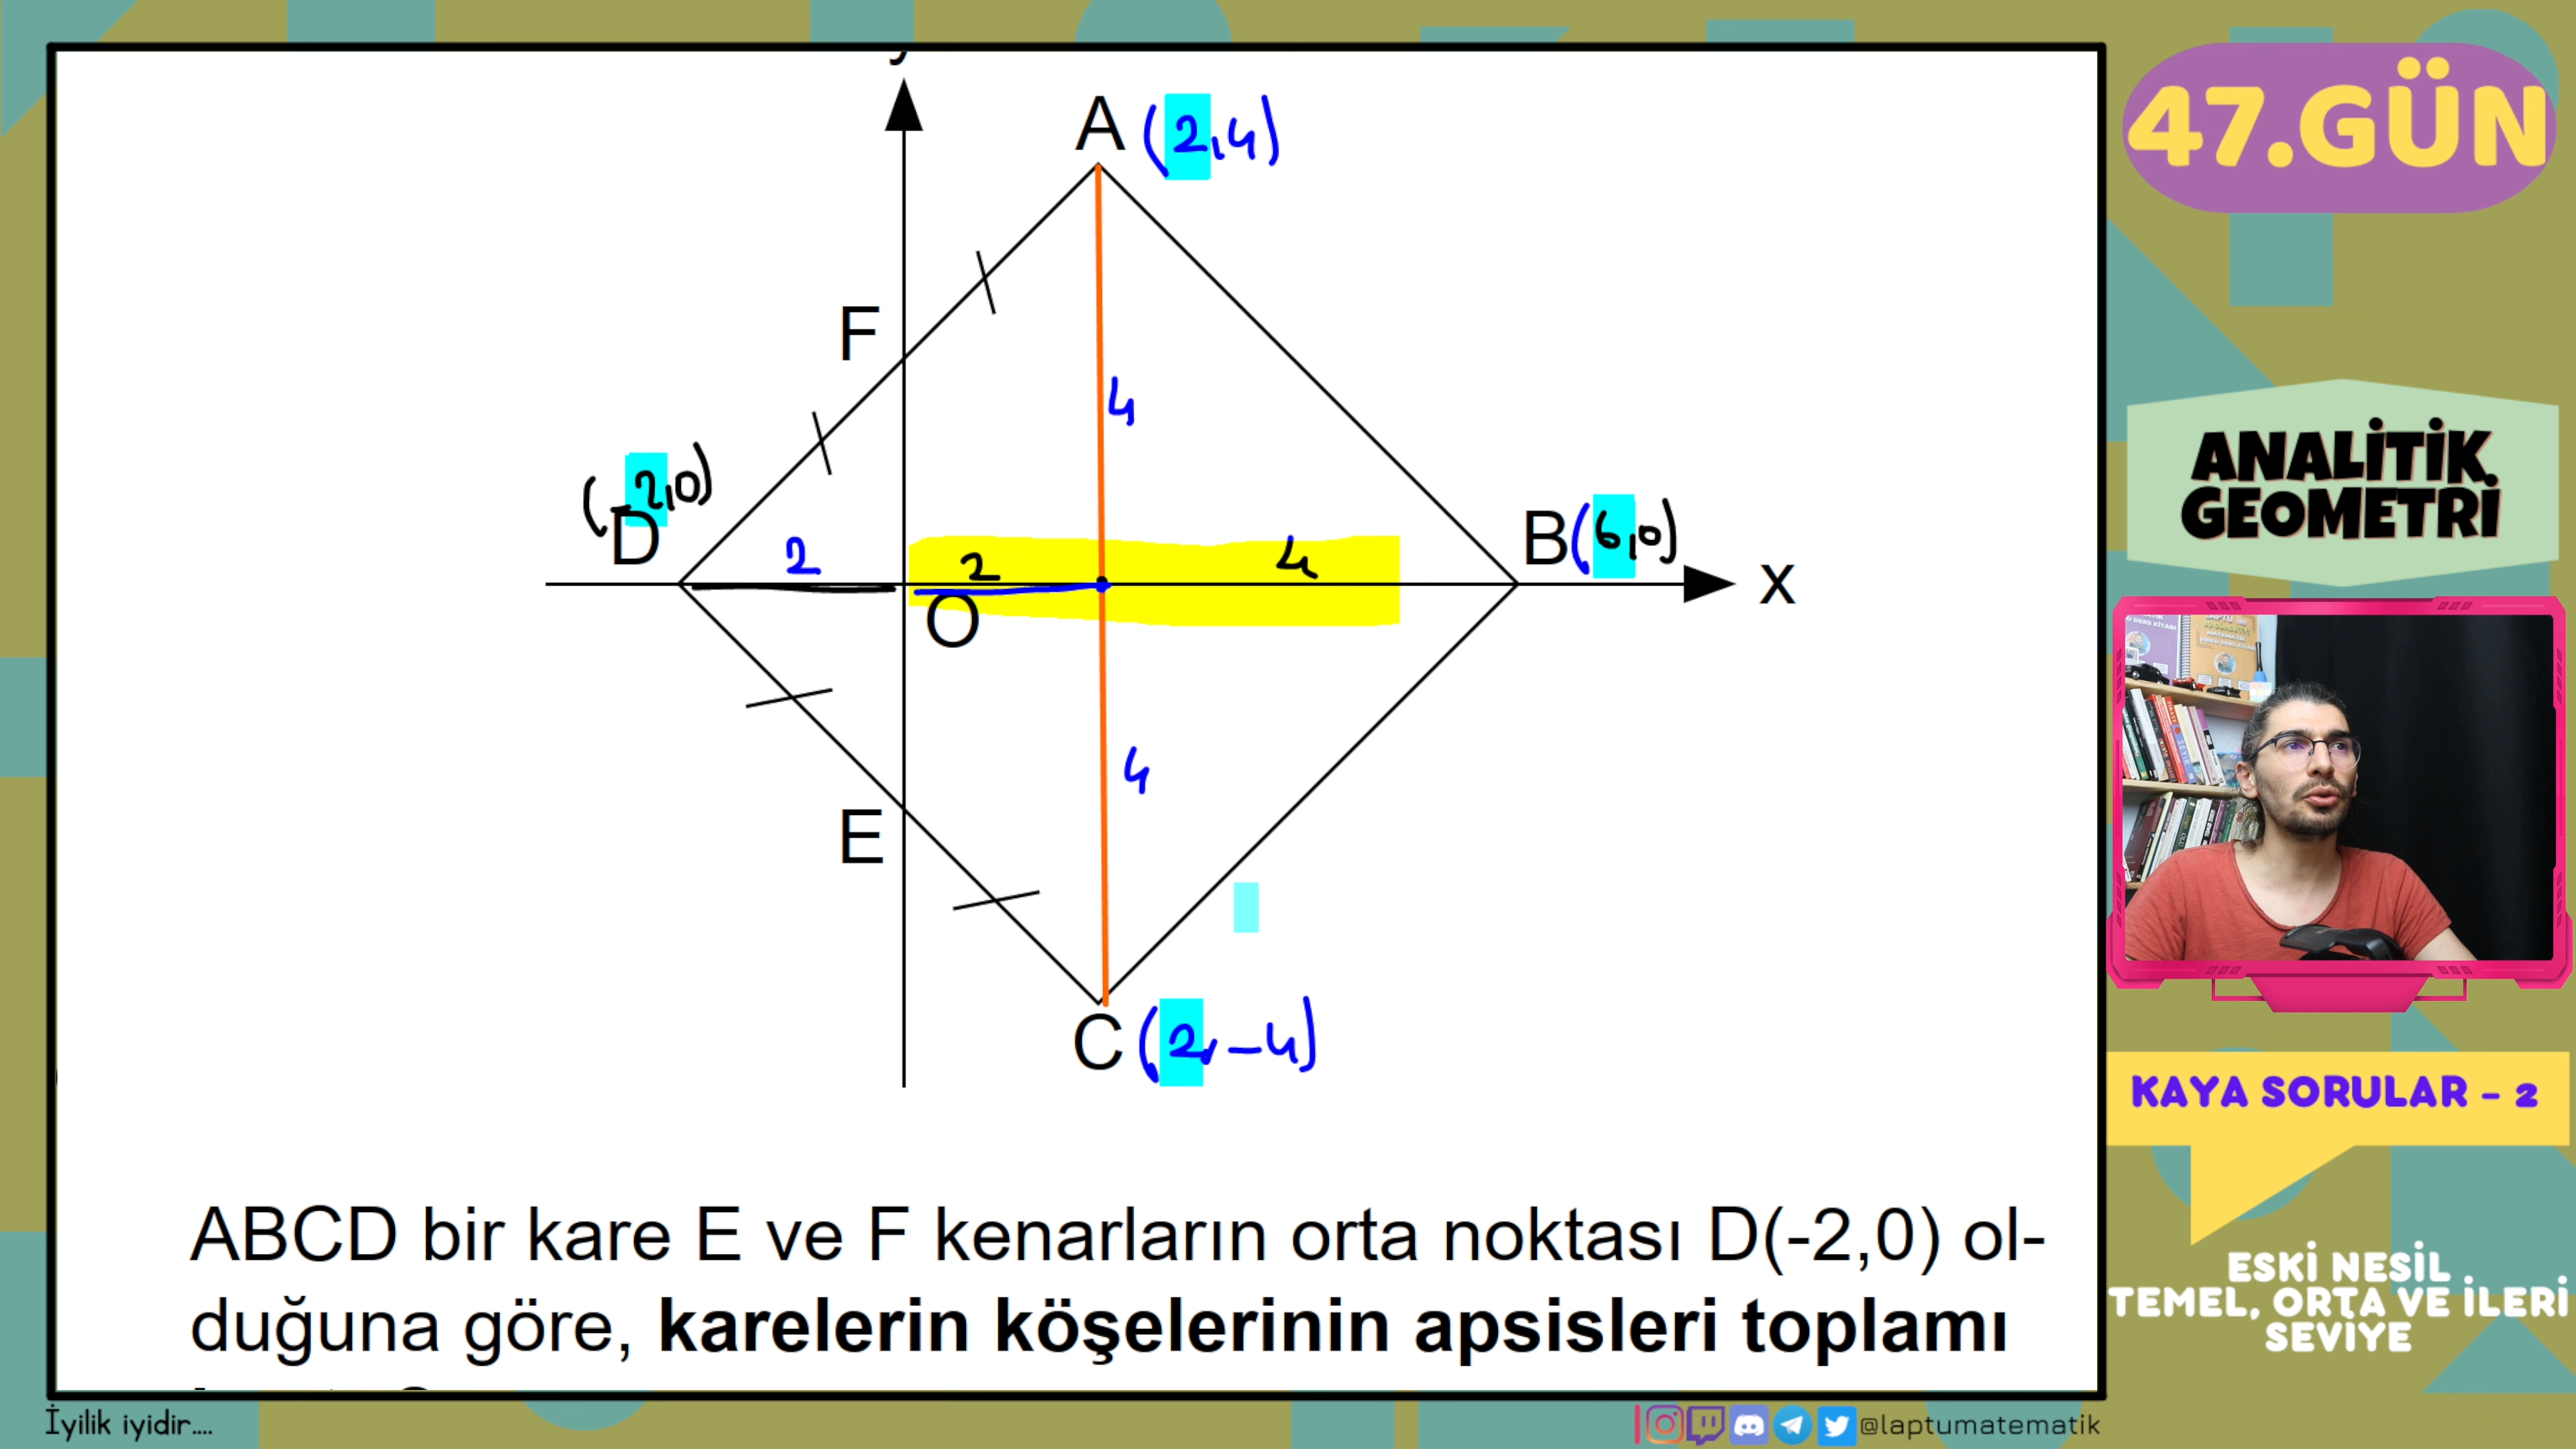 47.GÜN
A (2,4)
F
4
(-2,0)
D
2
2
4
B(6,0)
x
O
4
E
C (2,-4)
ABCD bir kare E ve F kenarların orta noktası D(-2,0) ol-
duğuna göre, karelerin köşelerinin apsisleri toplamı
ANALİTİK
GEOMETRİ
KAYA SORULAR - 2
ESKİ NESİL
TEMEL, ORTA VE İLERİ
SEVİYE
İyilik iyidir....
@laptumatematik